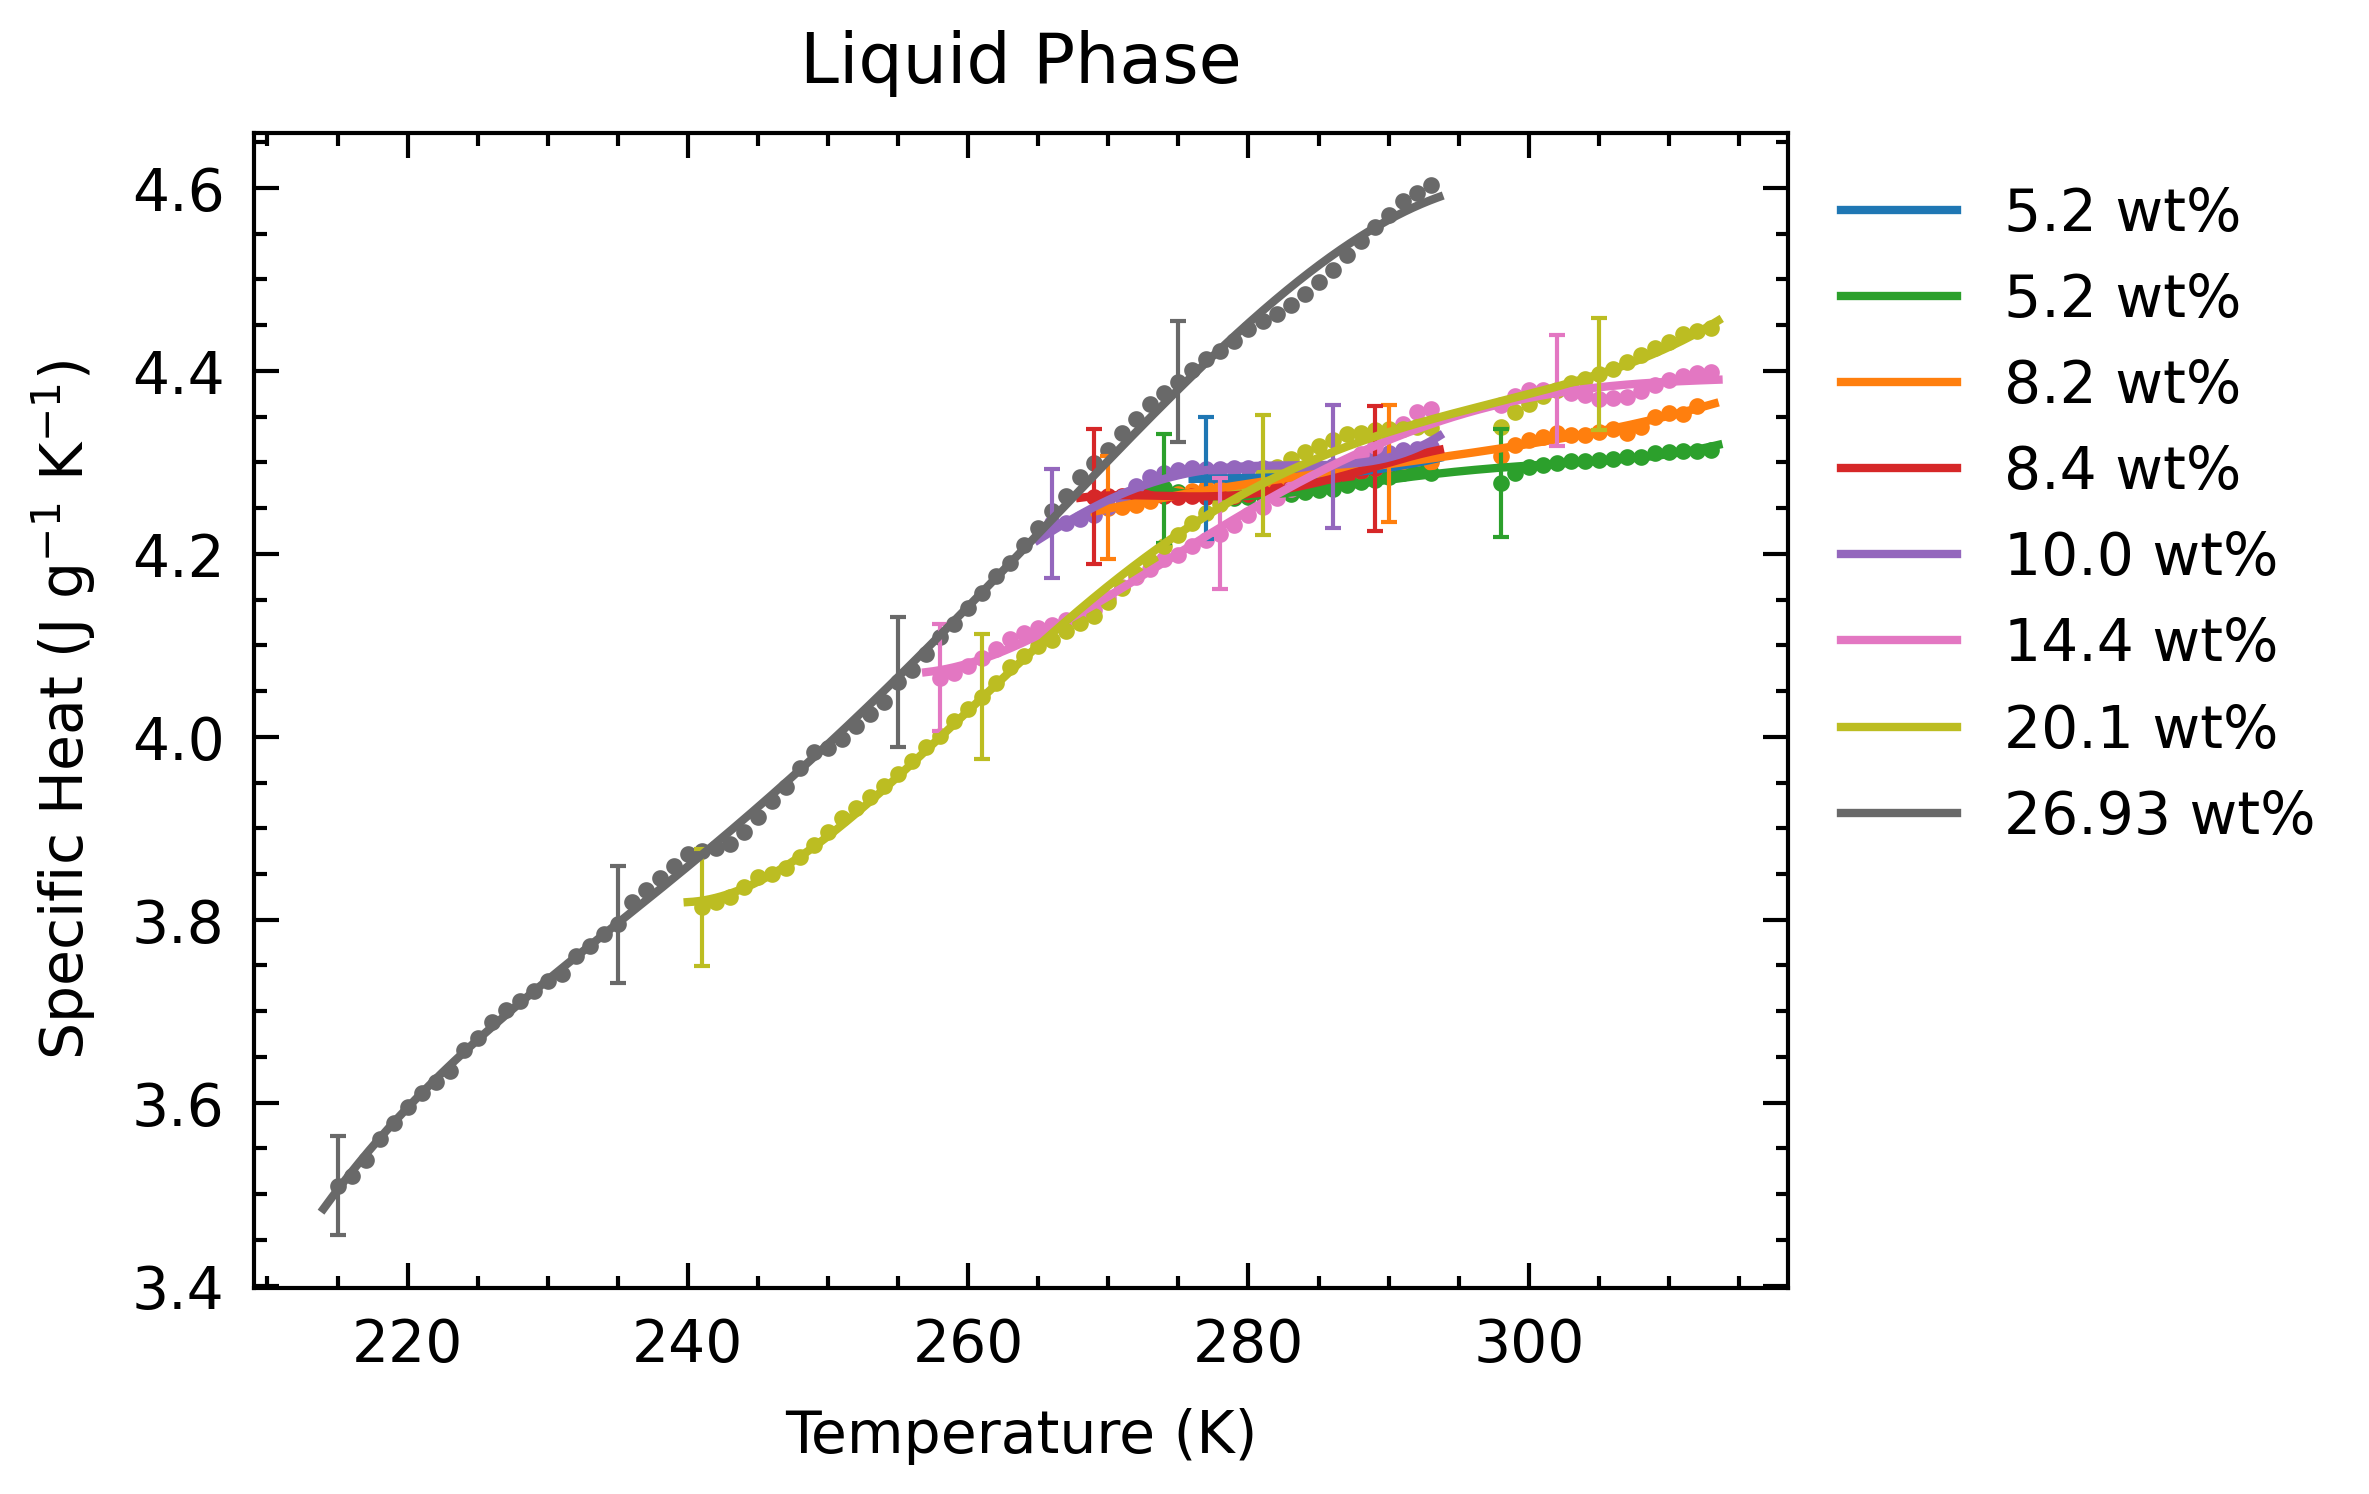 Liquid Phase
Specific Heat (J g⁻¹ K⁻¹)
4.6
4.4
4.2
4.0
3.8
3.6
3.4
220 240 260 280 300
Temperature (K)
5.2 wt%
5.2 wt%
8.2 wt%
8.4 wt%
10.0 wt%
14.4 wt%
20.1 wt%
26.93 wt%